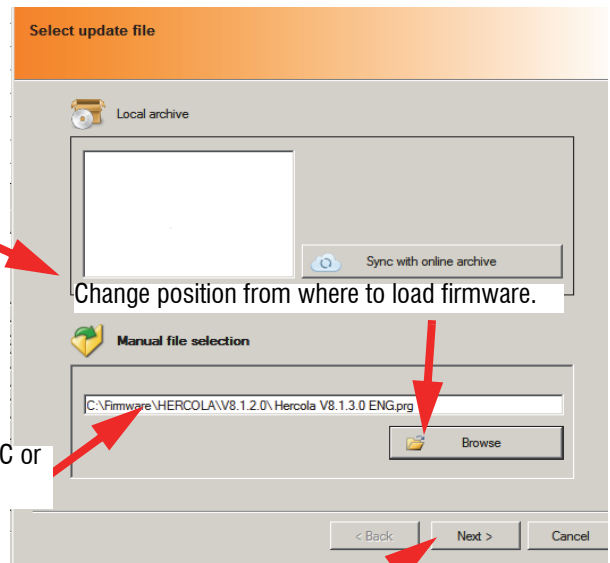 Select update file
Local archive
Sync with online archive
Change position from where to load firmware.
Manual file selection
C:\Firmware\HERCOLA\V8.1.2.0\ Hercola V8.1.3.0 ENG.prg
Browse
C or
< Back
Next >
Cancel